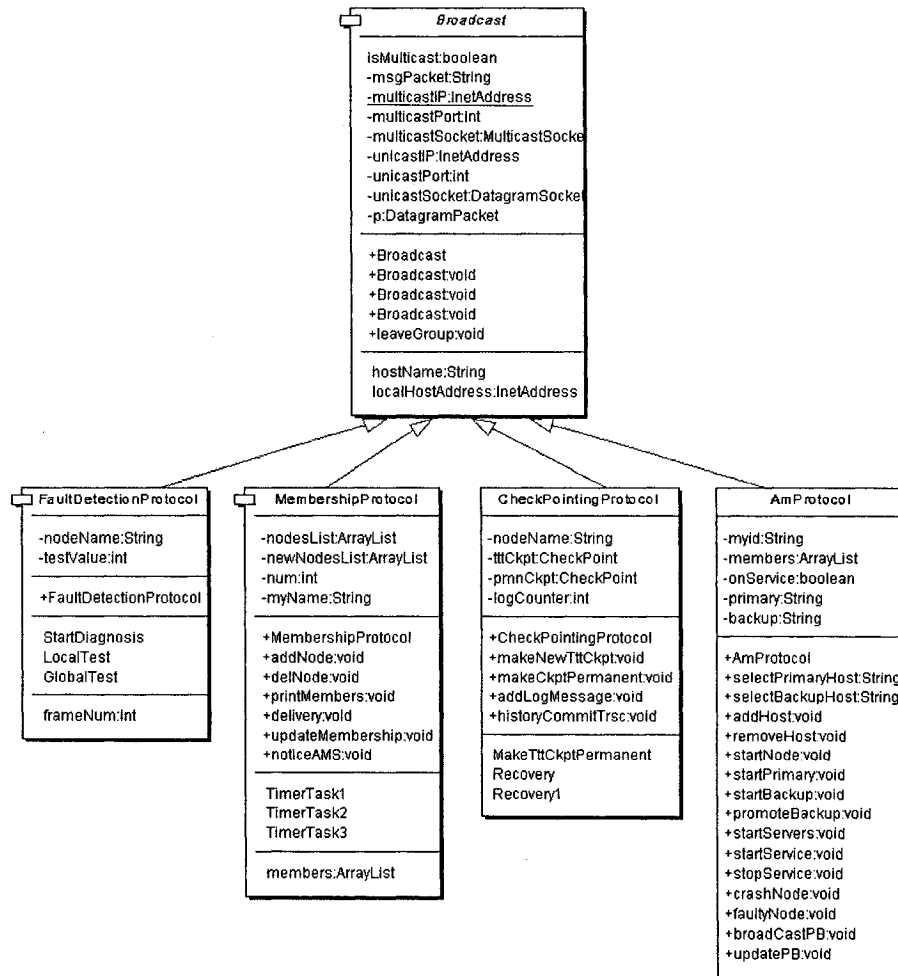 Broadcast
isMulticast:boolean
-msgPacket:String
-multicastIP:InetAddress
-multicastPort:int
-multicastSocket:MulticastSocke
-unicastIP:InetAddress
-unicastPort:int
-unicastSocket:DatagramSocket
-p:DatagramPacket
+Broadcast
+Broadcast:void
+Broadcast:void
+Broadcast:void
+leaveGroup:void
hostName:String
localHostAddress:InetAddress
FaultDetectionProtocol
-nodeName:String
-testValue:int
+FaultDetectionProtocol
StartDiagnosis
LocalTest
GlobalTest
frameNum:int
MembershipProtocol
-nodesList:ArrayList
-newNodesList:ArrayList
-num:int
-myName:String
+MembershipProtocol
+addNode:void
+delNode:void
+printMembers:void
+delivery:void
+updateMembership:void
+noticeAMS:void
TimerTask1
TimerTask2
TimerTask3
members:ArrayList
CheckPointingProtocol
-nodeName:String
-tttCkpt:CheckPoint
-pmnCkpt:CheckPoint
-logCounter:int
+CheckPointingProtocol
+makeNewTttCkpt:void
+makeCkptPermanent:void
+addLogMessage:void
+historyCommitTrsc:void
MakeTttCkptPermanent
Recovery
Recovery1
AmProtocol
-myid:String
-members:ArrayList
-onService:boolean
-primary:String
-backup:String
+AmProtocol
+selectPrimaryHost:String
+selectBackupHost:String
+addHost:void
+removeHost:void
+startNode:void
+startPrimary:void
+startBackup:void
+promoteBackup:void
+startServers:void
+startService:void
+stopService:void
+crashNode:void
+faultyNode:void
+broadCastPB:void
+updatePB:void